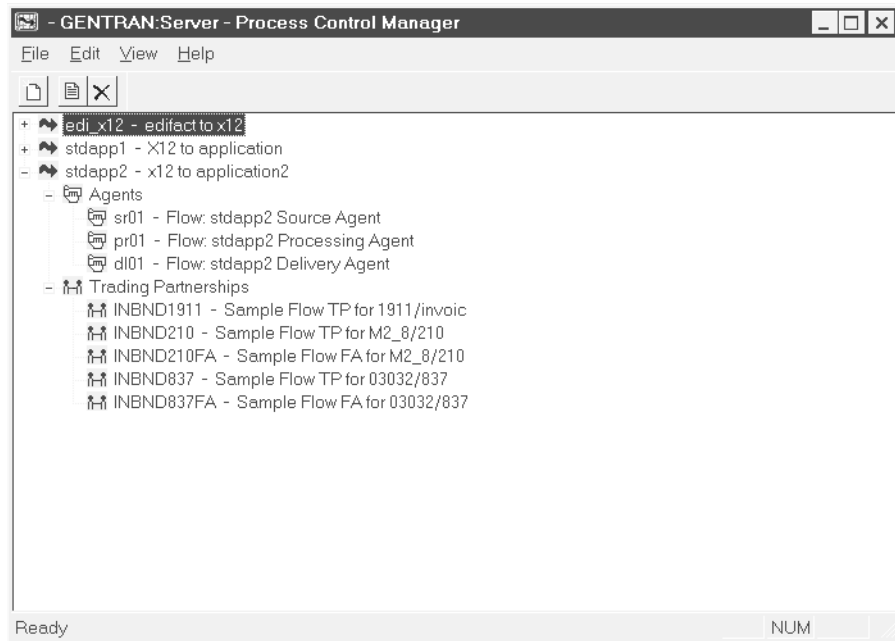 - GENTRAN:Server - Process Control Manager
File Edit View Help
edi_x12 - edifact to x12
stdapp1 - X12 to application
stdapp2 - x12 to application2
Agents
sr01 - Flow: stdapp2 Source Agent
pr01 - Flow: stdapp2 Processing Agent
dl01 - Flow: stdapp2 Delivery Agent
Trading Partnerships
INBND1911 - Sample Flow TP for 1911/invoic
INBND210 - Sample Flow TP for M2_8/210
INBND210FA - Sample Flow FA for M2_8/210
INBND837 - Sample Flow TP for 03032/837
INBND837FA - Sample Flow FA for 03032/837
Ready NUM